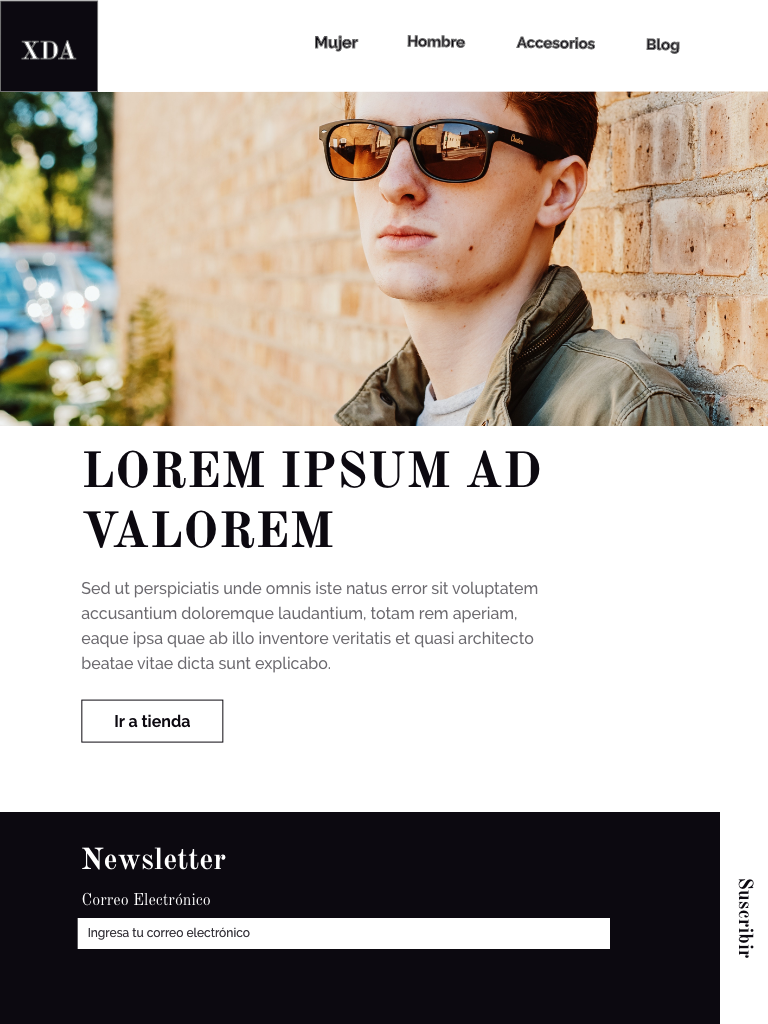 XDA
Mujer Hombre Accesorios Blog
LOREM IPSUM AD
VALOREM
Sed ut perspiciatis unde omnis iste natus error sit voluptatem
accusantium doloremque laudantium, totam rem aperiam,
eaque ipsa quae ab illo inventore veritatis et quasi architecto
beatae vitae dicta sunt explicabo.
Ir a tienda
Newsletter
Correo Electrónico
Ingresa tu correo electrónico
Suscribir